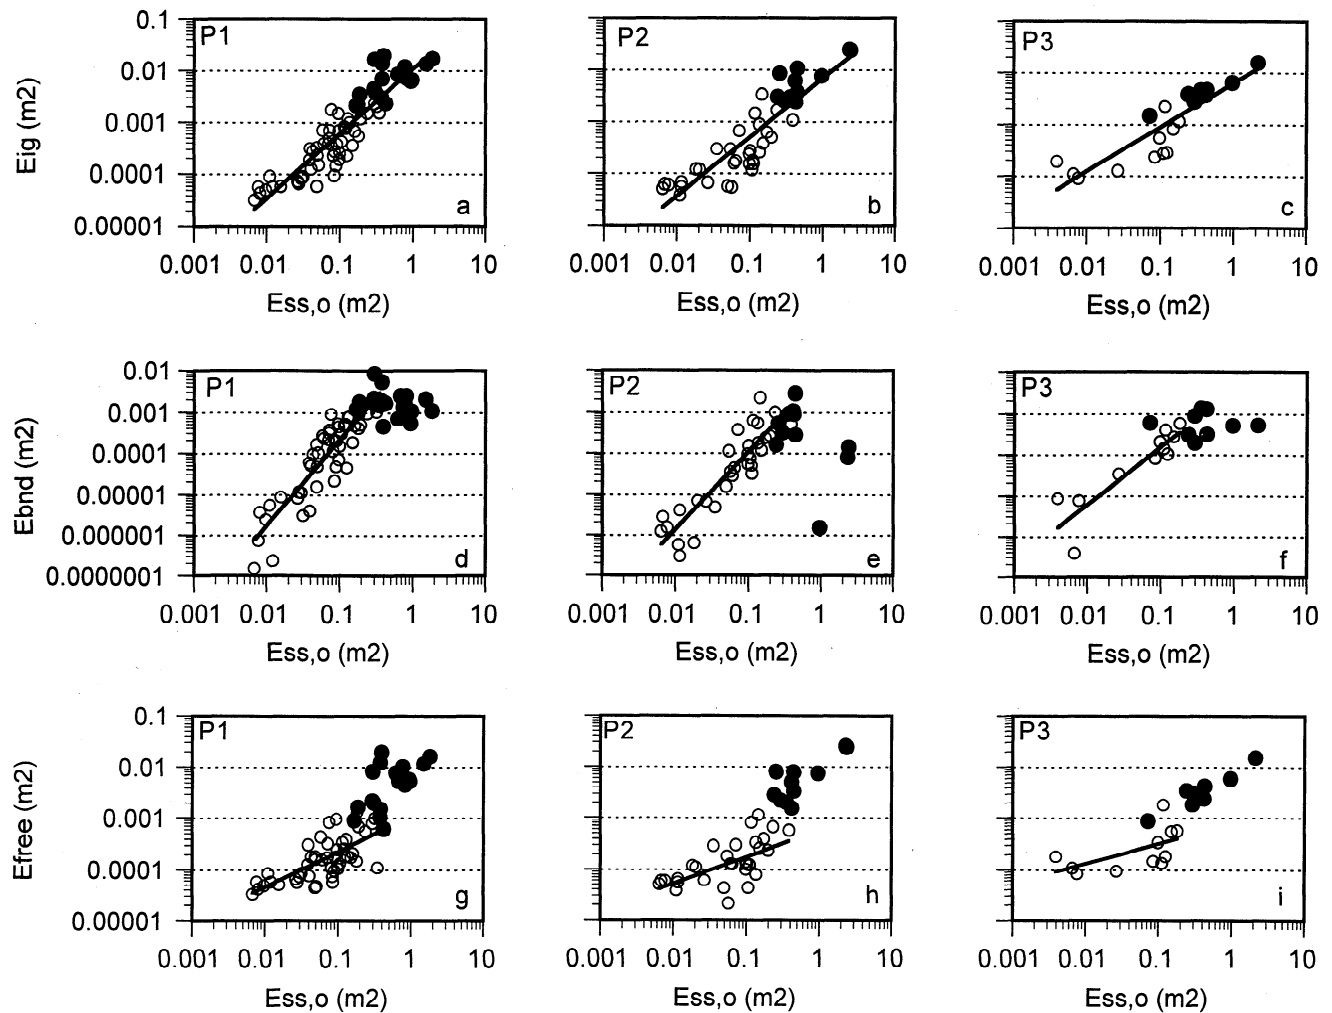 0.1
0.01
0.001
0.0001
0.00001
Eig (m2)
P1
a
0.001 0.01 0.1 1 10
Ess,o (m2)
P2
b
0.001 0.01 0.1 1 10
Ess,o (m2)
P3
c
0.001 0.01 0.1 1 10
Ess,o (m2)
0.01
0.001
0.0001
0.00001
0.000001
0.0000001
Ebnd (m2)
P1
d
0.001 0.01 0.1 1 10
Ess,o (m2)
P2
e
0.001 0.01 0.1 1 10
Ess,o (m2)
P3
f
0.001 0.01 0.1 1 10
Ess,o (m2)
0.1
0.01
0.001
0.0001
0.00001
Efree (m2)
P1
g
0.001 0.01 0.1 1 10
Ess,o (m2)
P2
h
0.001 0.01 0.1 1 10
Ess,o (m2)
P3
i
0.001 0.01 0.1 1 10
Ess,o (m2)